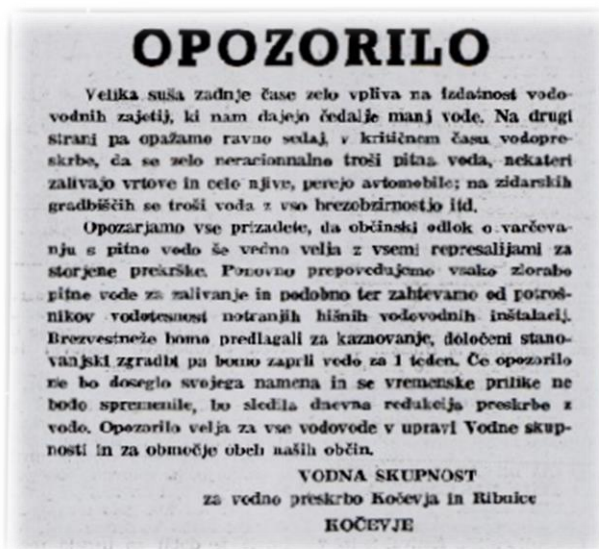 OPOZORILO
Velika suša zadnje čase zelo vpliva na izdatnost vodo-
vodnih zajetij, ki nam dajejo čedalje manj vode. Na drugi
strani pa opažamo ravno sedaj, v kritičnem času vodopre-
skrbe, da se zelo neracionalno troši pitna voda, nekateri
zalivajo vrtove in celo njive, perejo avtomobile; na zidarskih
gradbiščih se troši voda z vso brezobzirnostjo itd.
Opozarjamo vse prizadete, da občinski odlok o varčeva-
nju s pitno vodo še vedno velja z vsemi represalijami za
storjene prekrške. Ponovno prepovedujemo vsako zlorabo
pitne vode za zalivanje in podobno ter zahtevamo od potroš-
nikov vodotesnost notranjih hišnih vodovodnih inštalacij.
Brezvestneže bomo predlagali za kaznovanje, določeni stano-
vanjski zgradbi pa bomo zaprli vodo za 1 teden. Če opozorilo
ne bo doseglo svojega namena in se vremenske prilike ne
bodo spremenile, bo sledila dnevna redukcija preskrbe z
vodo. Opozorilo velja za vse vodovode v upravi Vodne skup-
nosti in za območje obeh naših občin.
VODNA SKUPNOST
za vodno preskrbo Kočevja in Ribnice
KOČEVJE